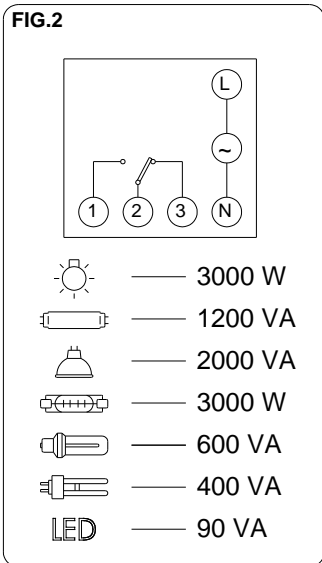 FIG.2
L
~
1 2 3 N
3000 W
1200 VA
2000 VA
3000 W
600 VA
400 VA
LED 90 VA